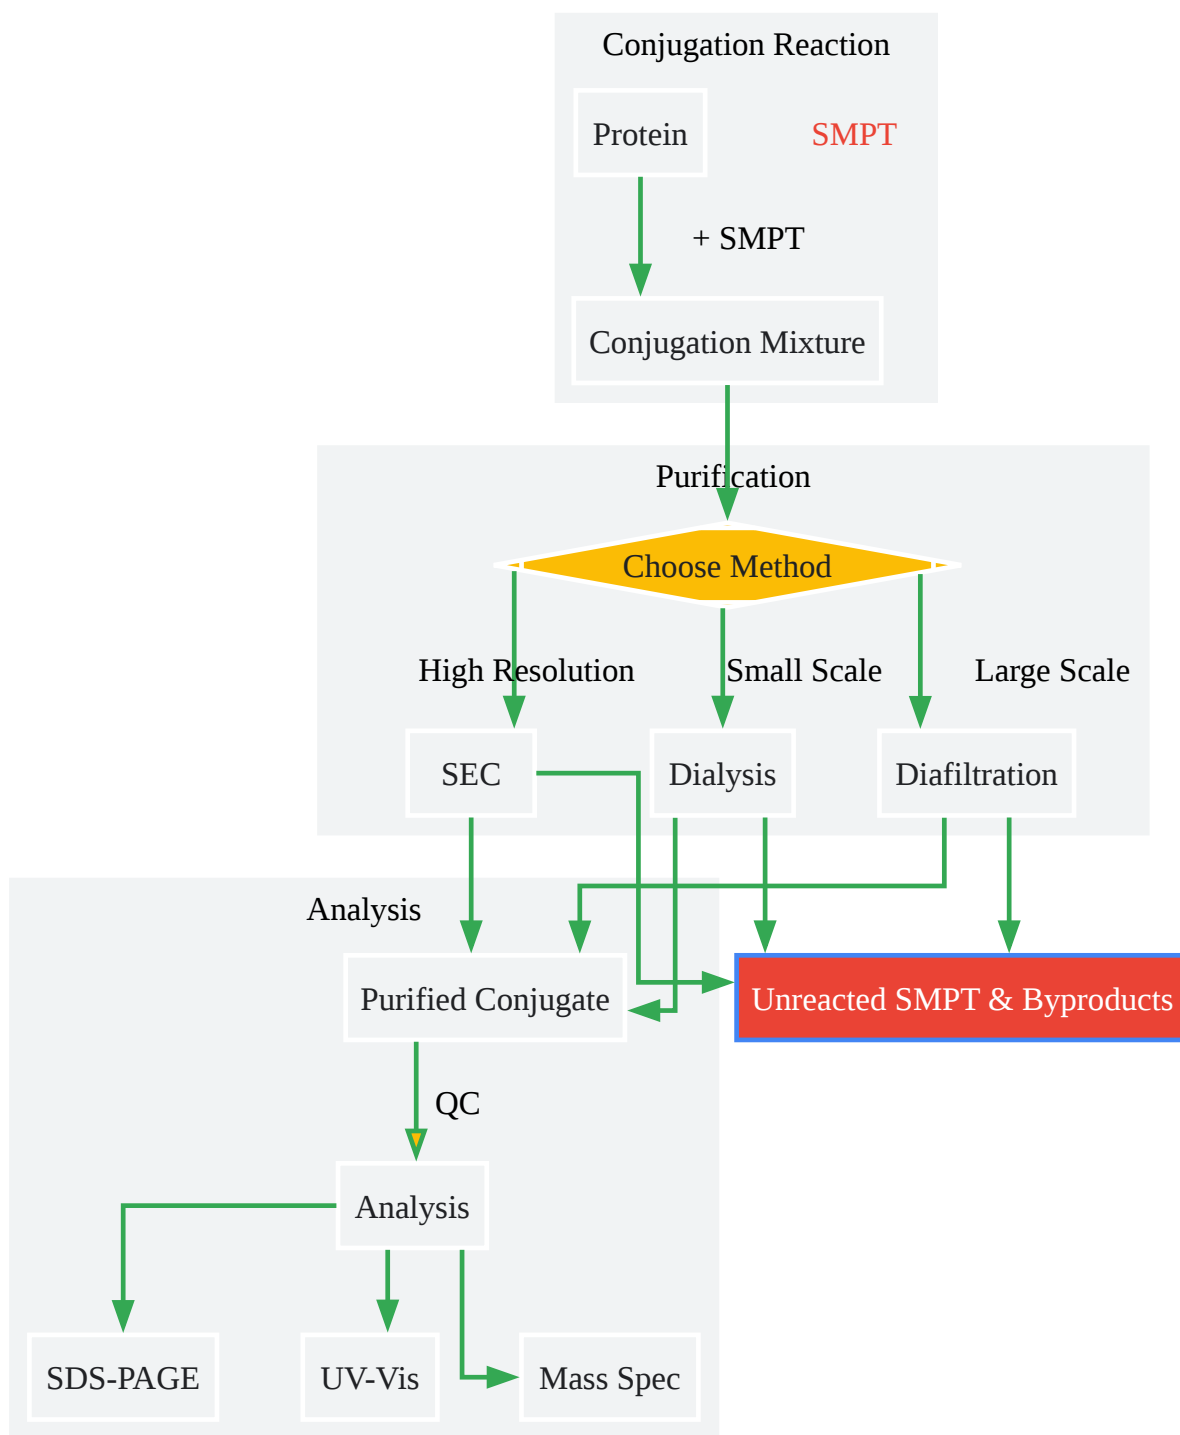 Conjugation Reaction
Protein
SMPT
+ SMPT
Conjugation Mixture
Purification
Choose Method
High Resolution
Small Scale
Large Scale
SEC
Dialysis
Diafiltration
Analysis
Purified Conjugate
Unreacted SMPT & Byproducts
QC
Analysis
SDS-PAGE
UV-Vis
Mass Spec